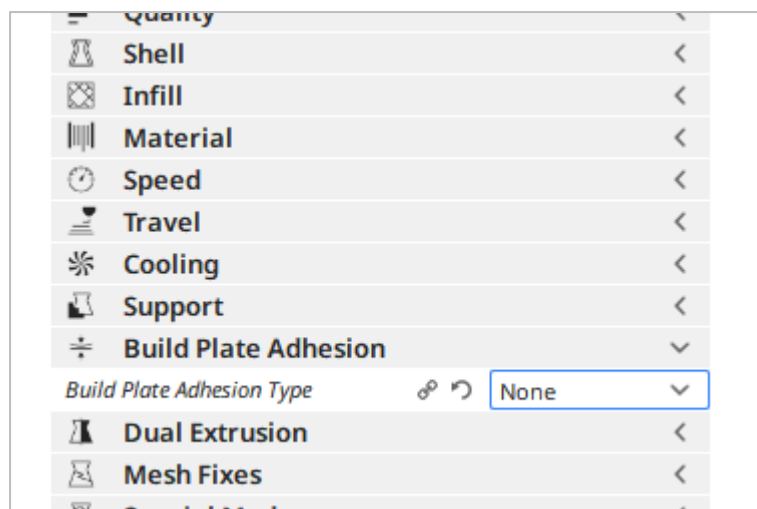 Quality
Shell
Infill
Material
Speed
Travel
Cooling
Support
Build Plate Adhesion
Build Plate Adhesion Type None
Dual Extrusion
Mesh Fixes